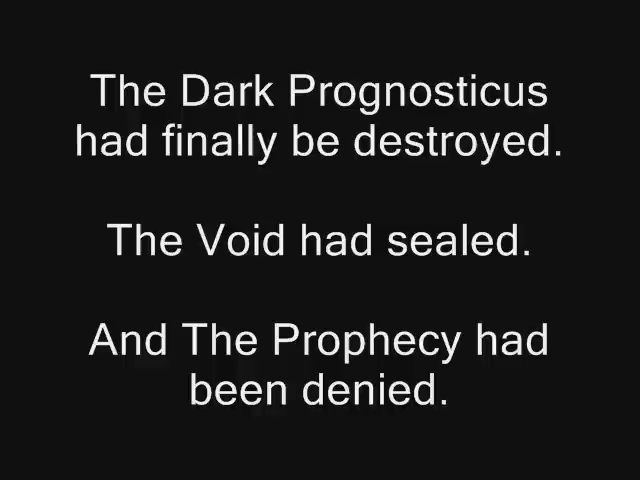 The Dark Prognosticus
had finally be destroyed.
The Void had sealed.
And The Prophecy had
been denied.